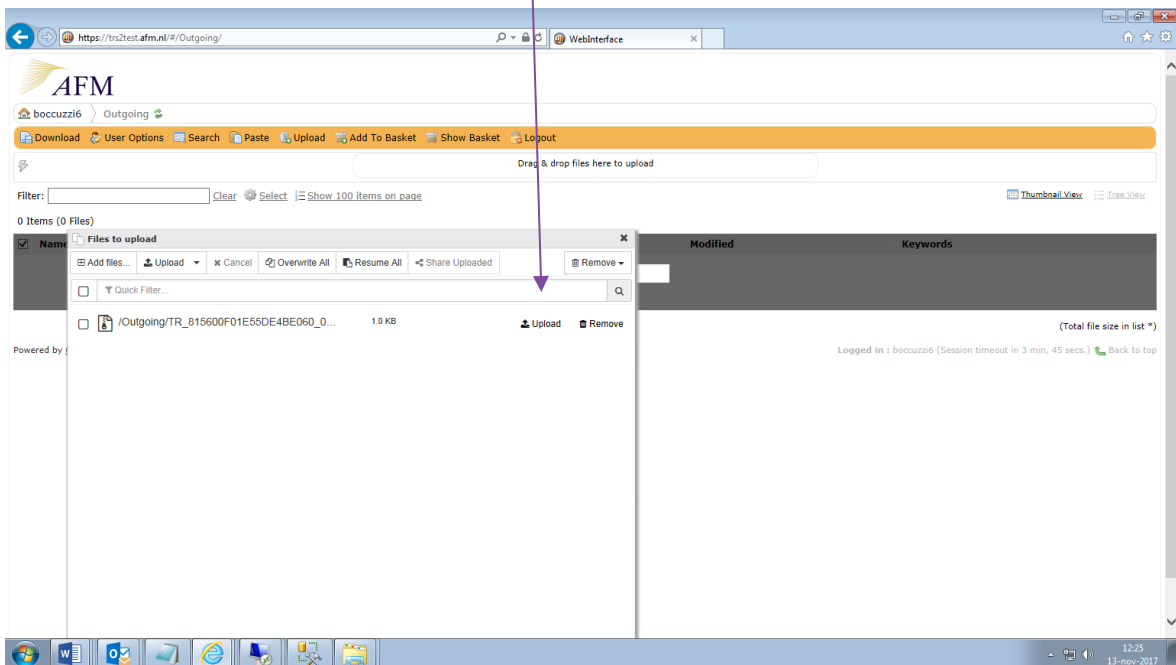 https://trs2test.afm.nl/#/Outgoing/ WebInterface
AFM
boccuzzi6 Outgoing
Download User Options Search Paste Upload Add To Basket Show Basket Logout
Drag & drop files here to upload
Filter: Clear Select Show 100 items on page Thumbnail View Tree View
0 Items (0 Files)
Name Modified Keywords
Files to upload
Add files... Upload Cancel Overwrite All Resume All Share Uploaded Remove
Quick Filter...
/Outgoing/TR_815600F01E55DE4BE060_0... 1.0 KB Upload Remove
(Total file size in list *)
Powered by
Logged in : boccuzzi6 (Session timeout in 3 min, 45 secs.) Back to top
12:25
13-nov-2017